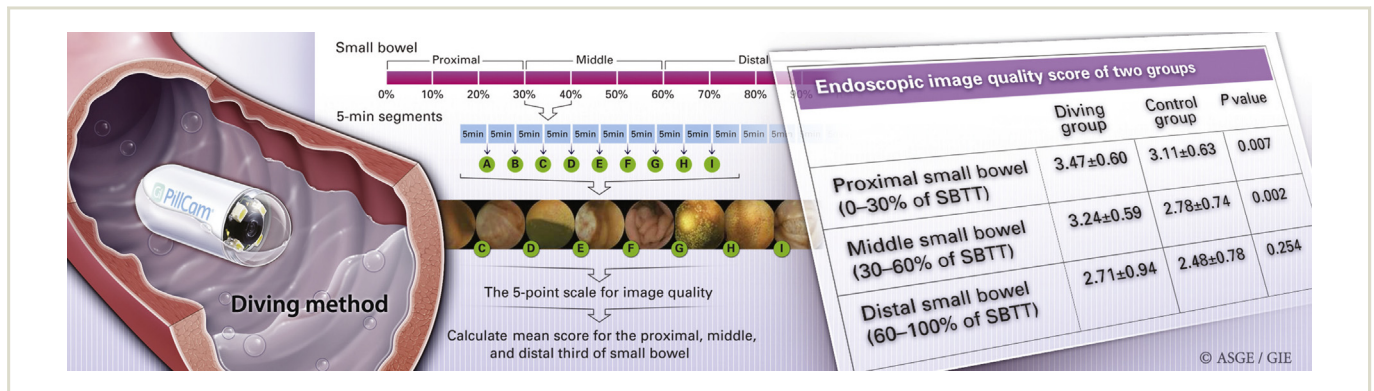 Small bowel
Proximal Middle Distal
0% 10% 20% 30% 40% 50% 60% 70% 80% 90%
5-min segments
5min 5min 5min 5min 5min 5min 5min 5min 5min 5min 5min 5min
A B C D E F G H I
C D E F G H I
The 5-point scale for image quality
Calculate mean score for the proximal, middle,
and distal third of small bowel
PillCam
Diving method
Endoscopic image quality score of two groups
Diving group Control group P value
Proximal small bowel
(0–30% of SBTT) 3.47±0.60 3.11±0.63 0.007
Middle small bowel
(30–60% of SBTT) 3.24±0.59 2.78±0.74 0.002
Distal small bowel
(60–100% of SBTT) 2.71±0.94 2.48±0.78 0.254
© ASGE / GIE